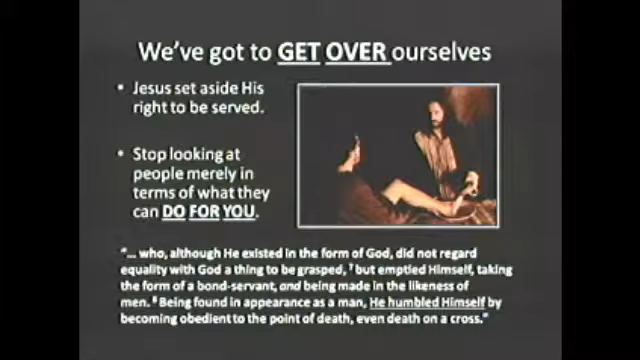 We've got to GET OVER ourselves
• Jesus set aside His
right to be served.
• Stop looking at
people merely in
terms of what they
can DO FOR YOU.
"... who, although He existed in the form of God, did not regard
equality with God a thing to be grasped, ⁷ but emptied Himself, taking
the form of a bond-servant, and being made in the likeness of
men. ⁸ Being found in appearance as a man, He humbled Himself by
becoming obedient to the point of death, even death on a cross."